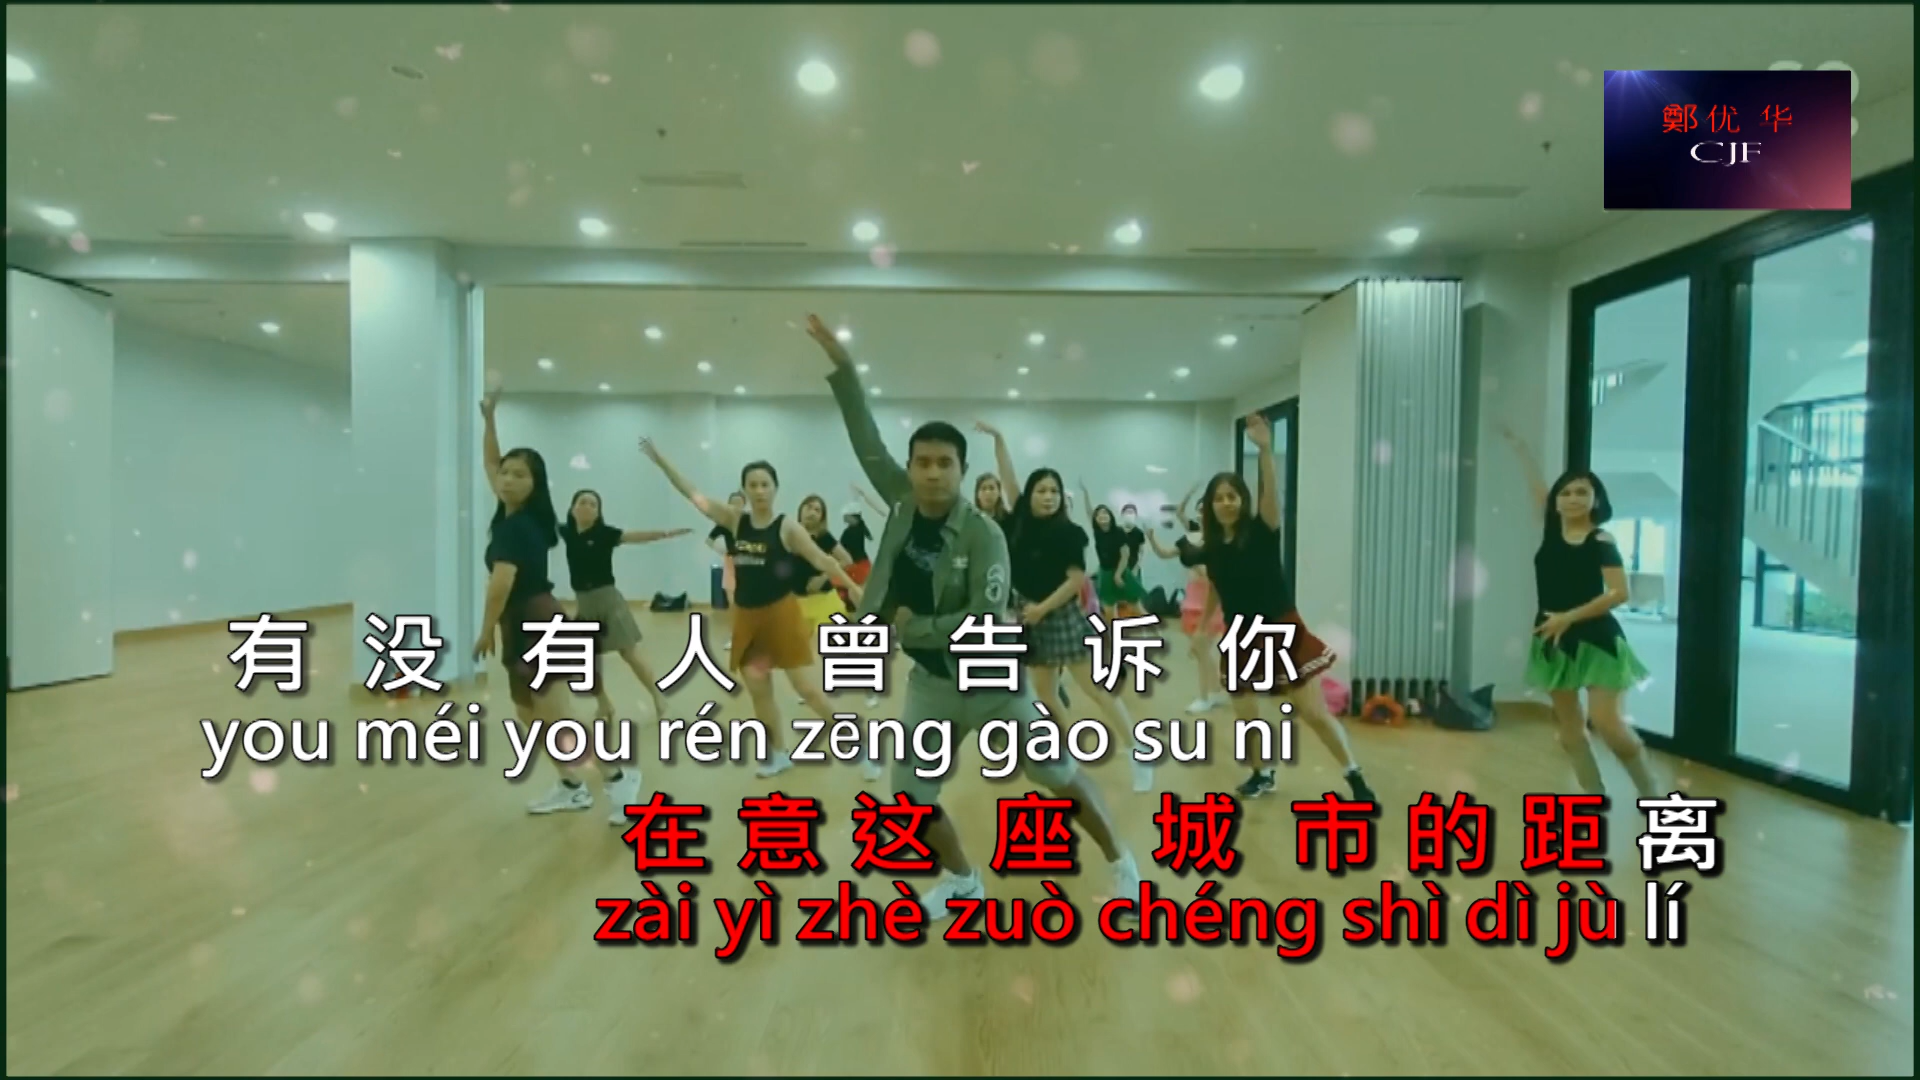 鄭优 华
CJF
有 没 有 人 曾 告 诉 你
you méi you rén zēng gào su ni
在 意 这 座 城 市 的 距 离
zài yì zhè zuò chéng shì dì jù lí